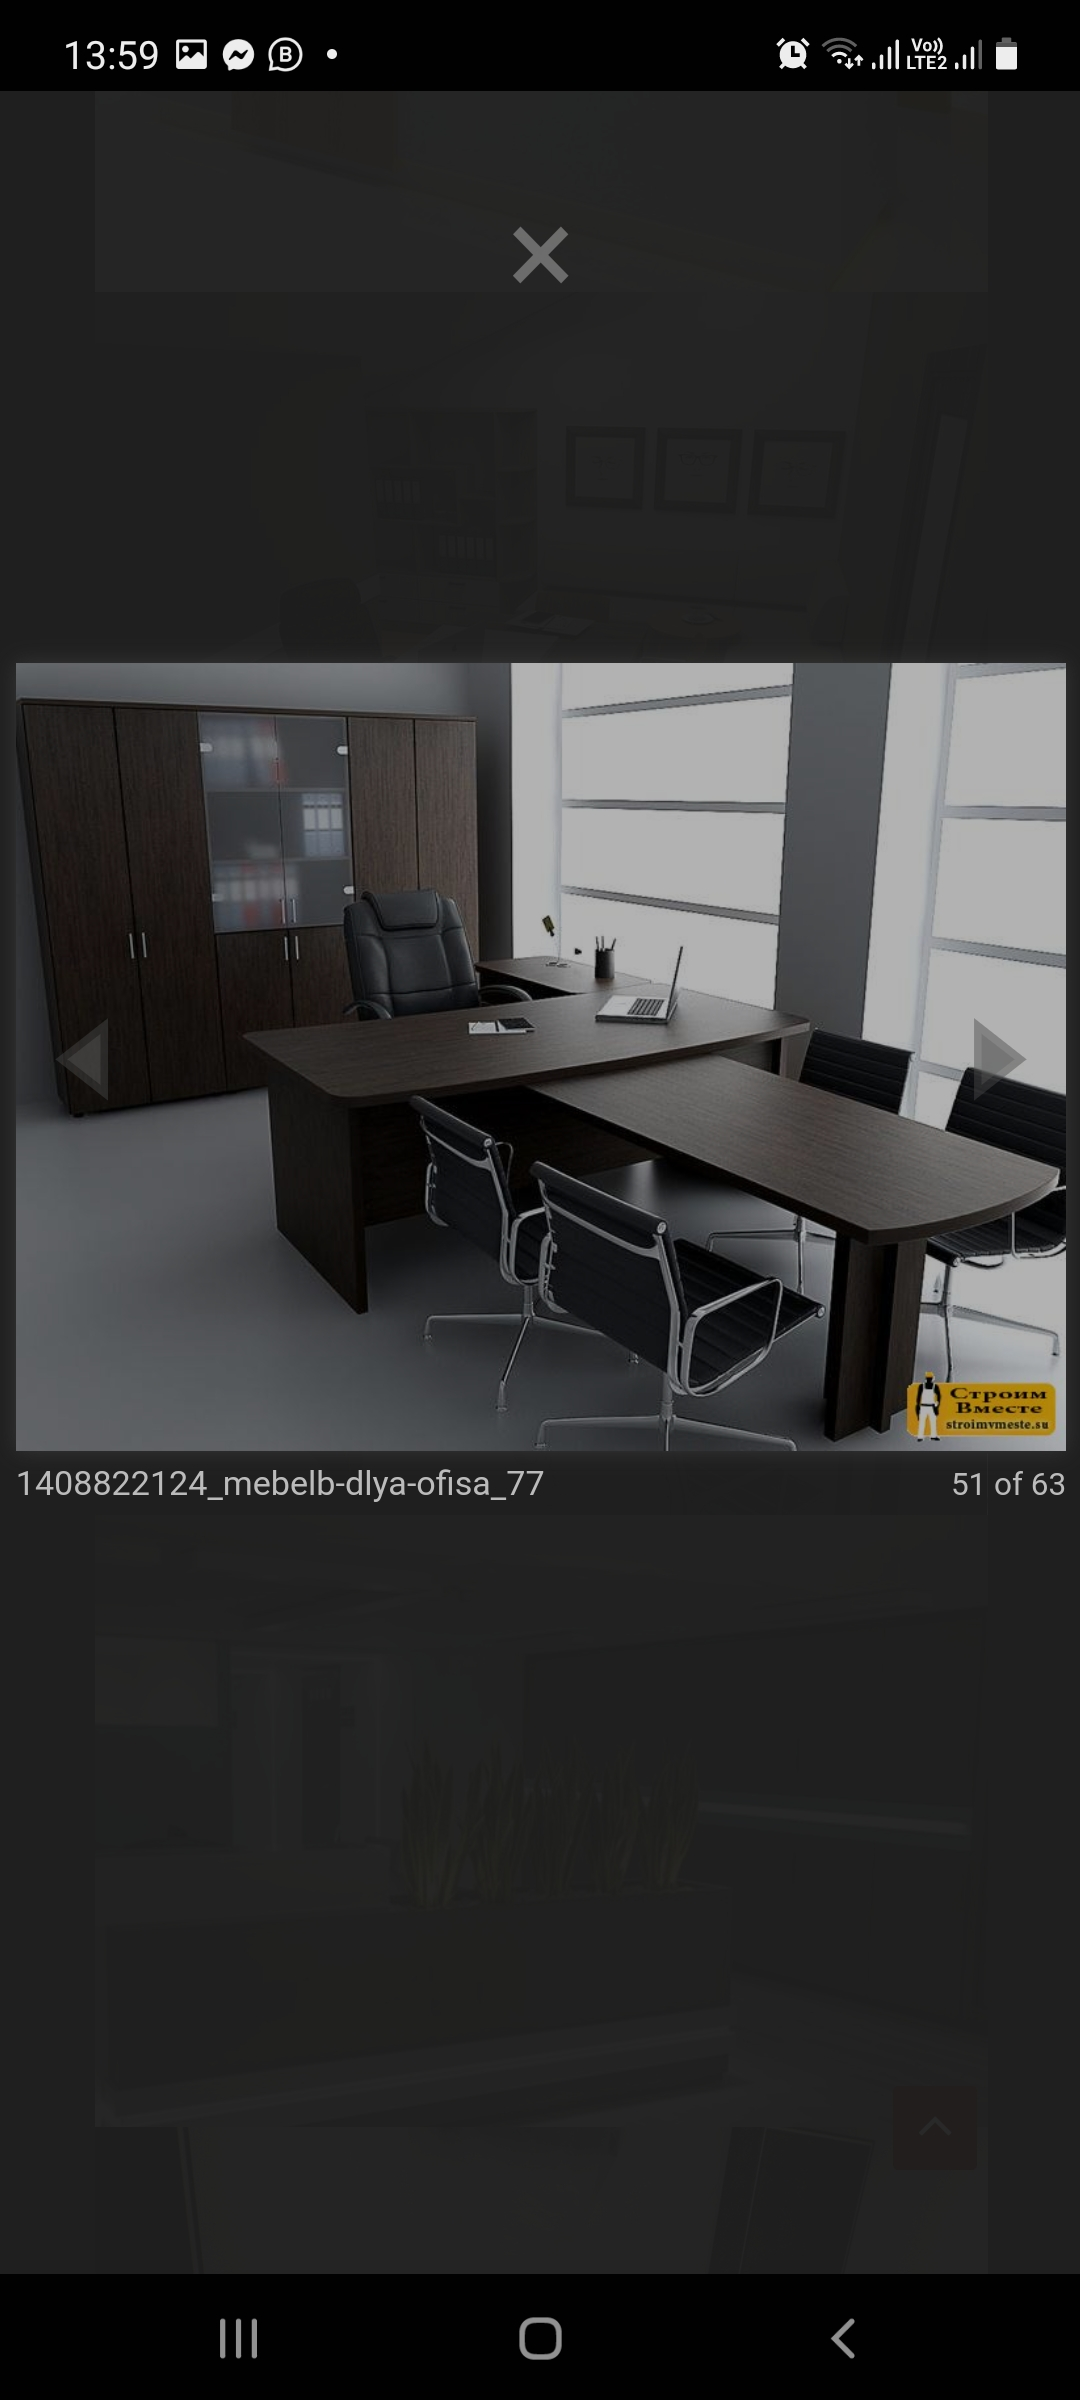 13:59
Vo))
LTE2
Строим
Вместе
stroimvmeste.su
1408822124_mebelb-dlya-ofisa_77
51 of 63